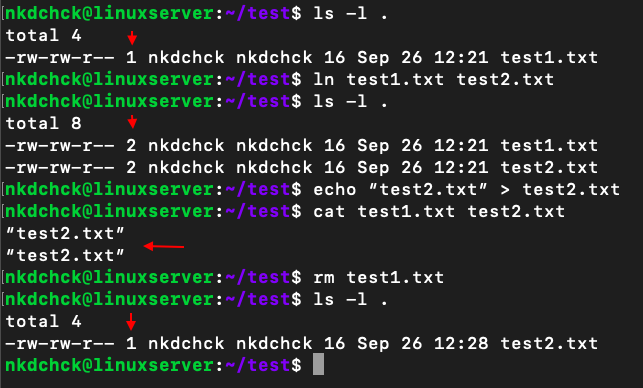 nkdchck@linuxserver:~/test$ ls -l .
total 4
-rw-rw-r-- 1 nkdchck nkdchck 16 Sep 26 12:21 test1.txt
nkdchck@linuxserver:~/test$ ln test1.txt test2.txt
nkdchck@linuxserver:~/test$ ls -l .
total 8
-rw-rw-r-- 2 nkdchck nkdchck 16 Sep 26 12:21 test1.txt
-rw-rw-r-- 2 nkdchck nkdchck 16 Sep 26 12:21 test2.txt
nkdchck@linuxserver:~/test$ echo “test2.txt” > test2.txt
nkdchck@linuxserver:~/test$ cat test1.txt test2.txt
“test2.txt”
“test2.txt”
nkdchck@linuxserver:~/test$ rm test1.txt
nkdchck@linuxserver:~/test$ ls -l .
total 4
-rw-rw-r-- 1 nkdchck nkdchck 16 Sep 26 12:28 test2.txt
nkdchck@linuxserver:~/test$